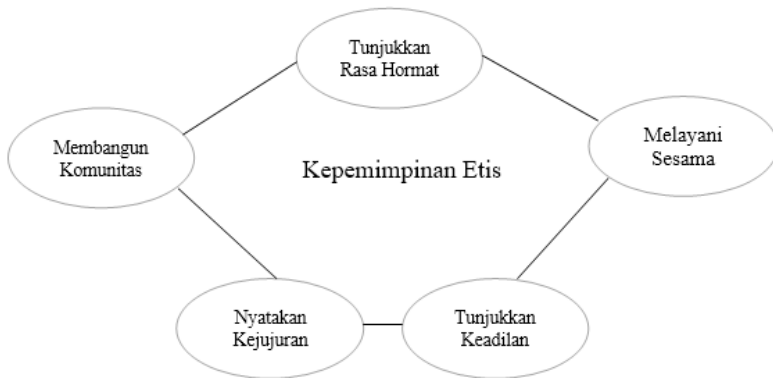 Tunjukkan
Rasa Hormat
Membangun
Komunitas
Kepemimpinan Etis
Melayani
Sesama
Nyatakan
Kejujuran
Tunjukkan
Keadilan